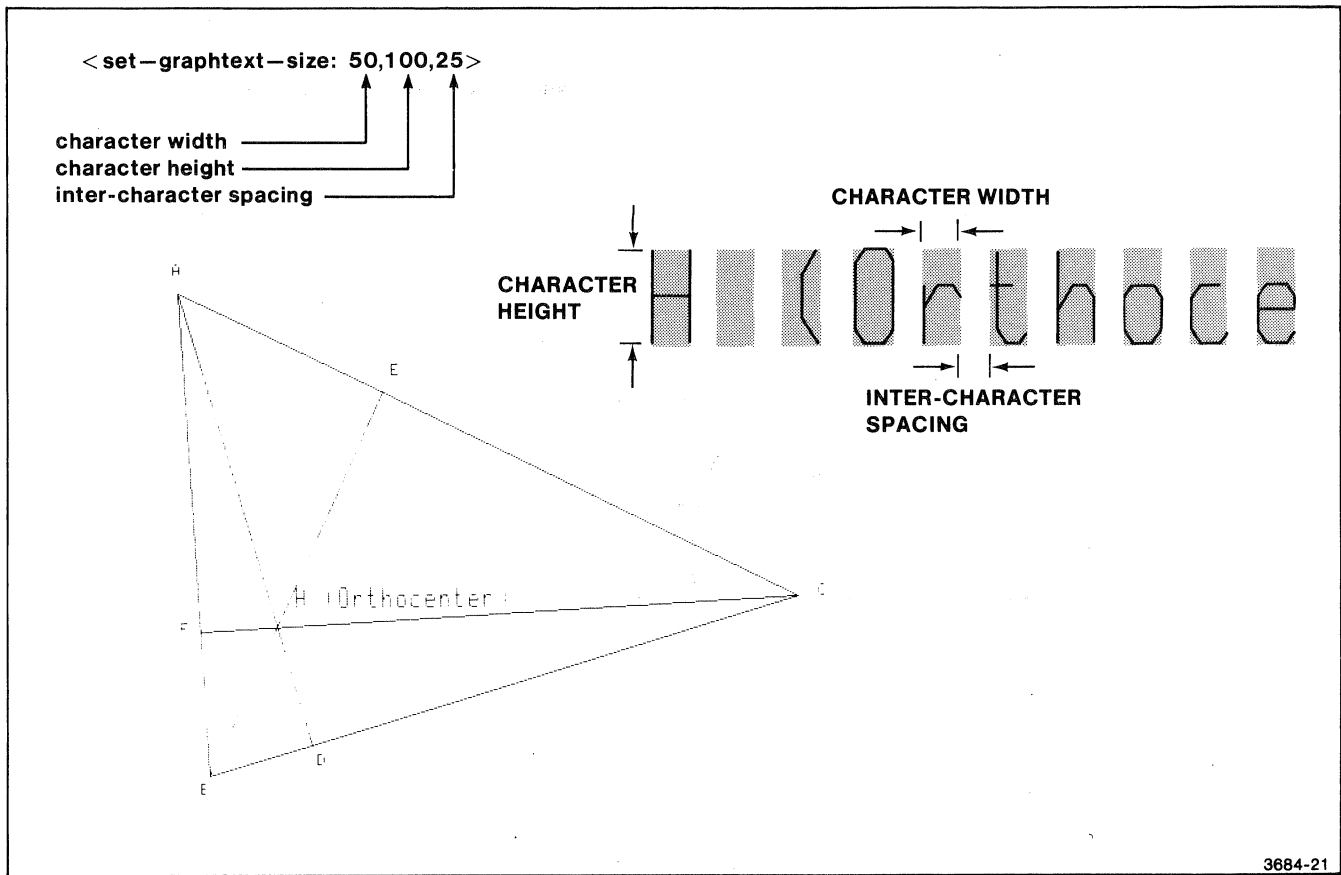 <set—graphtext—size: 50,100,25>
character width
character height
inter-character spacing
CHARACTER WIDTH
CHARACTER
HEIGHT
H (Orthoce
INTER-CHARACTER
SPACING
A
E
H (Orthocenter)
C
F
D
3684-21